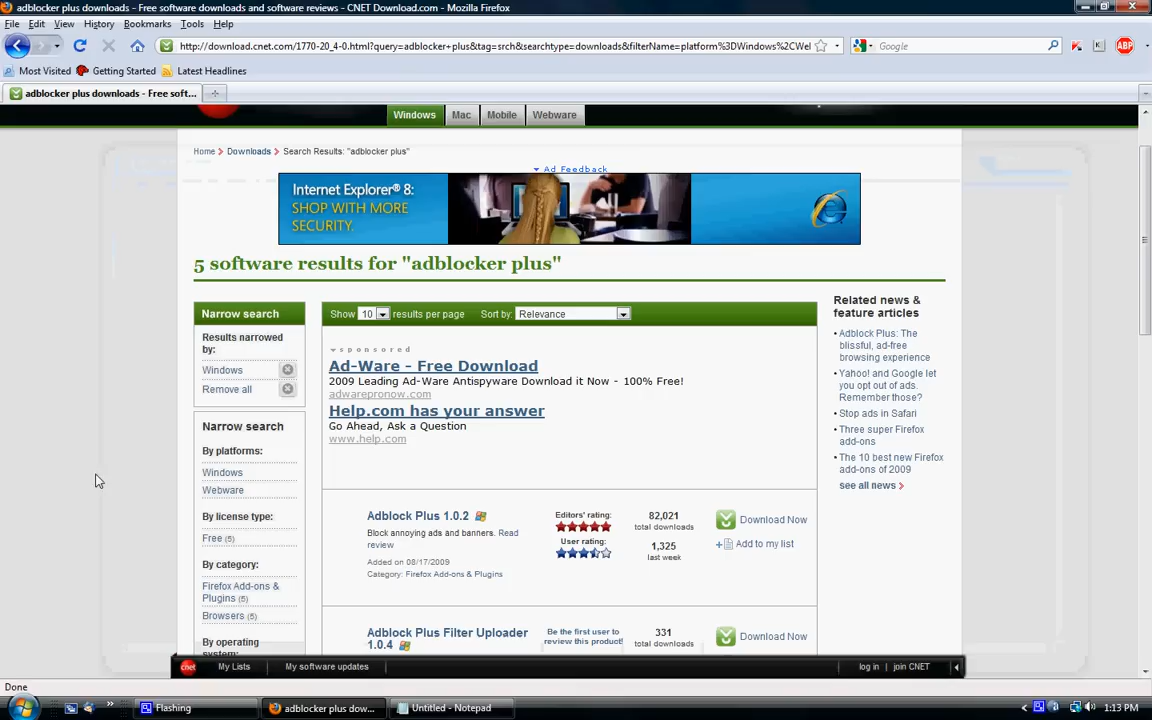 adblocker plus downloads - Free software downloads and software reviews - CNET Download.com - Mozilla Firefox
File Edit View History Bookmarks Tools Help
http://download.cnet.com/1770-20_4-0.html?query=adblocker+plus&tag=srch&searchtype=downloads&filterName=platform%3DWindows%2CWel
Google
K
ABP
Most Visited Getting Started Latest Headlines
adblocker plus downloads - Free soft...
Windows Mac Mobile Webware
Home > Downloads > Search Results: "adblocker plus"
Ad Feedback
Internet Explorer® 8:
SHOP WITH MORE
SECURITY.
5 software results for "adblocker plus"
Narrow search
Results narrowed
by:
Windows
Remove all
Narrow search
By platforms:
Windows
Webware
By license type:
Free (5)
By category:
Firefox Add-ons &
Plugins (5)
Browsers (5)
By operating
system:
Show 10 results per page Sort by: Relevance
sponsored
Ad-Ware - Free Download
2009 Leading Ad-Ware Antispyware Download it Now - 100% Free!
adwarepronow.com
Help.com has your answer
Go Ahead, Ask a Question
www.help.com
Adblock Plus 1.0.2
Block annoying ads and banners. Read
review
Added on 08/17/2009
Category: Firefox Add-ons & Plugins
Editors' rating:
User rating:
82,021
total downloads
1,325
last week
Download Now
Add to my list
Adblock Plus Filter Uploader
1.0.4
Be the first user to
review this product!
331
total downloads
Download Now
Related news &
feature articles
Adblock Plus: The
blissful, ad-free
browsing experience
Yahoo! and Google let
you opt out of ads.
Remember those?
Stop ads in Safari
Three super Firefox
add-ons
The 10 best new Firefox
add-ons of 2009
see all news >
cnet My Lists My software updates log in join CNET
Done
Flashing adblocker plus dow... Untitled - Notepad 1:13 PM